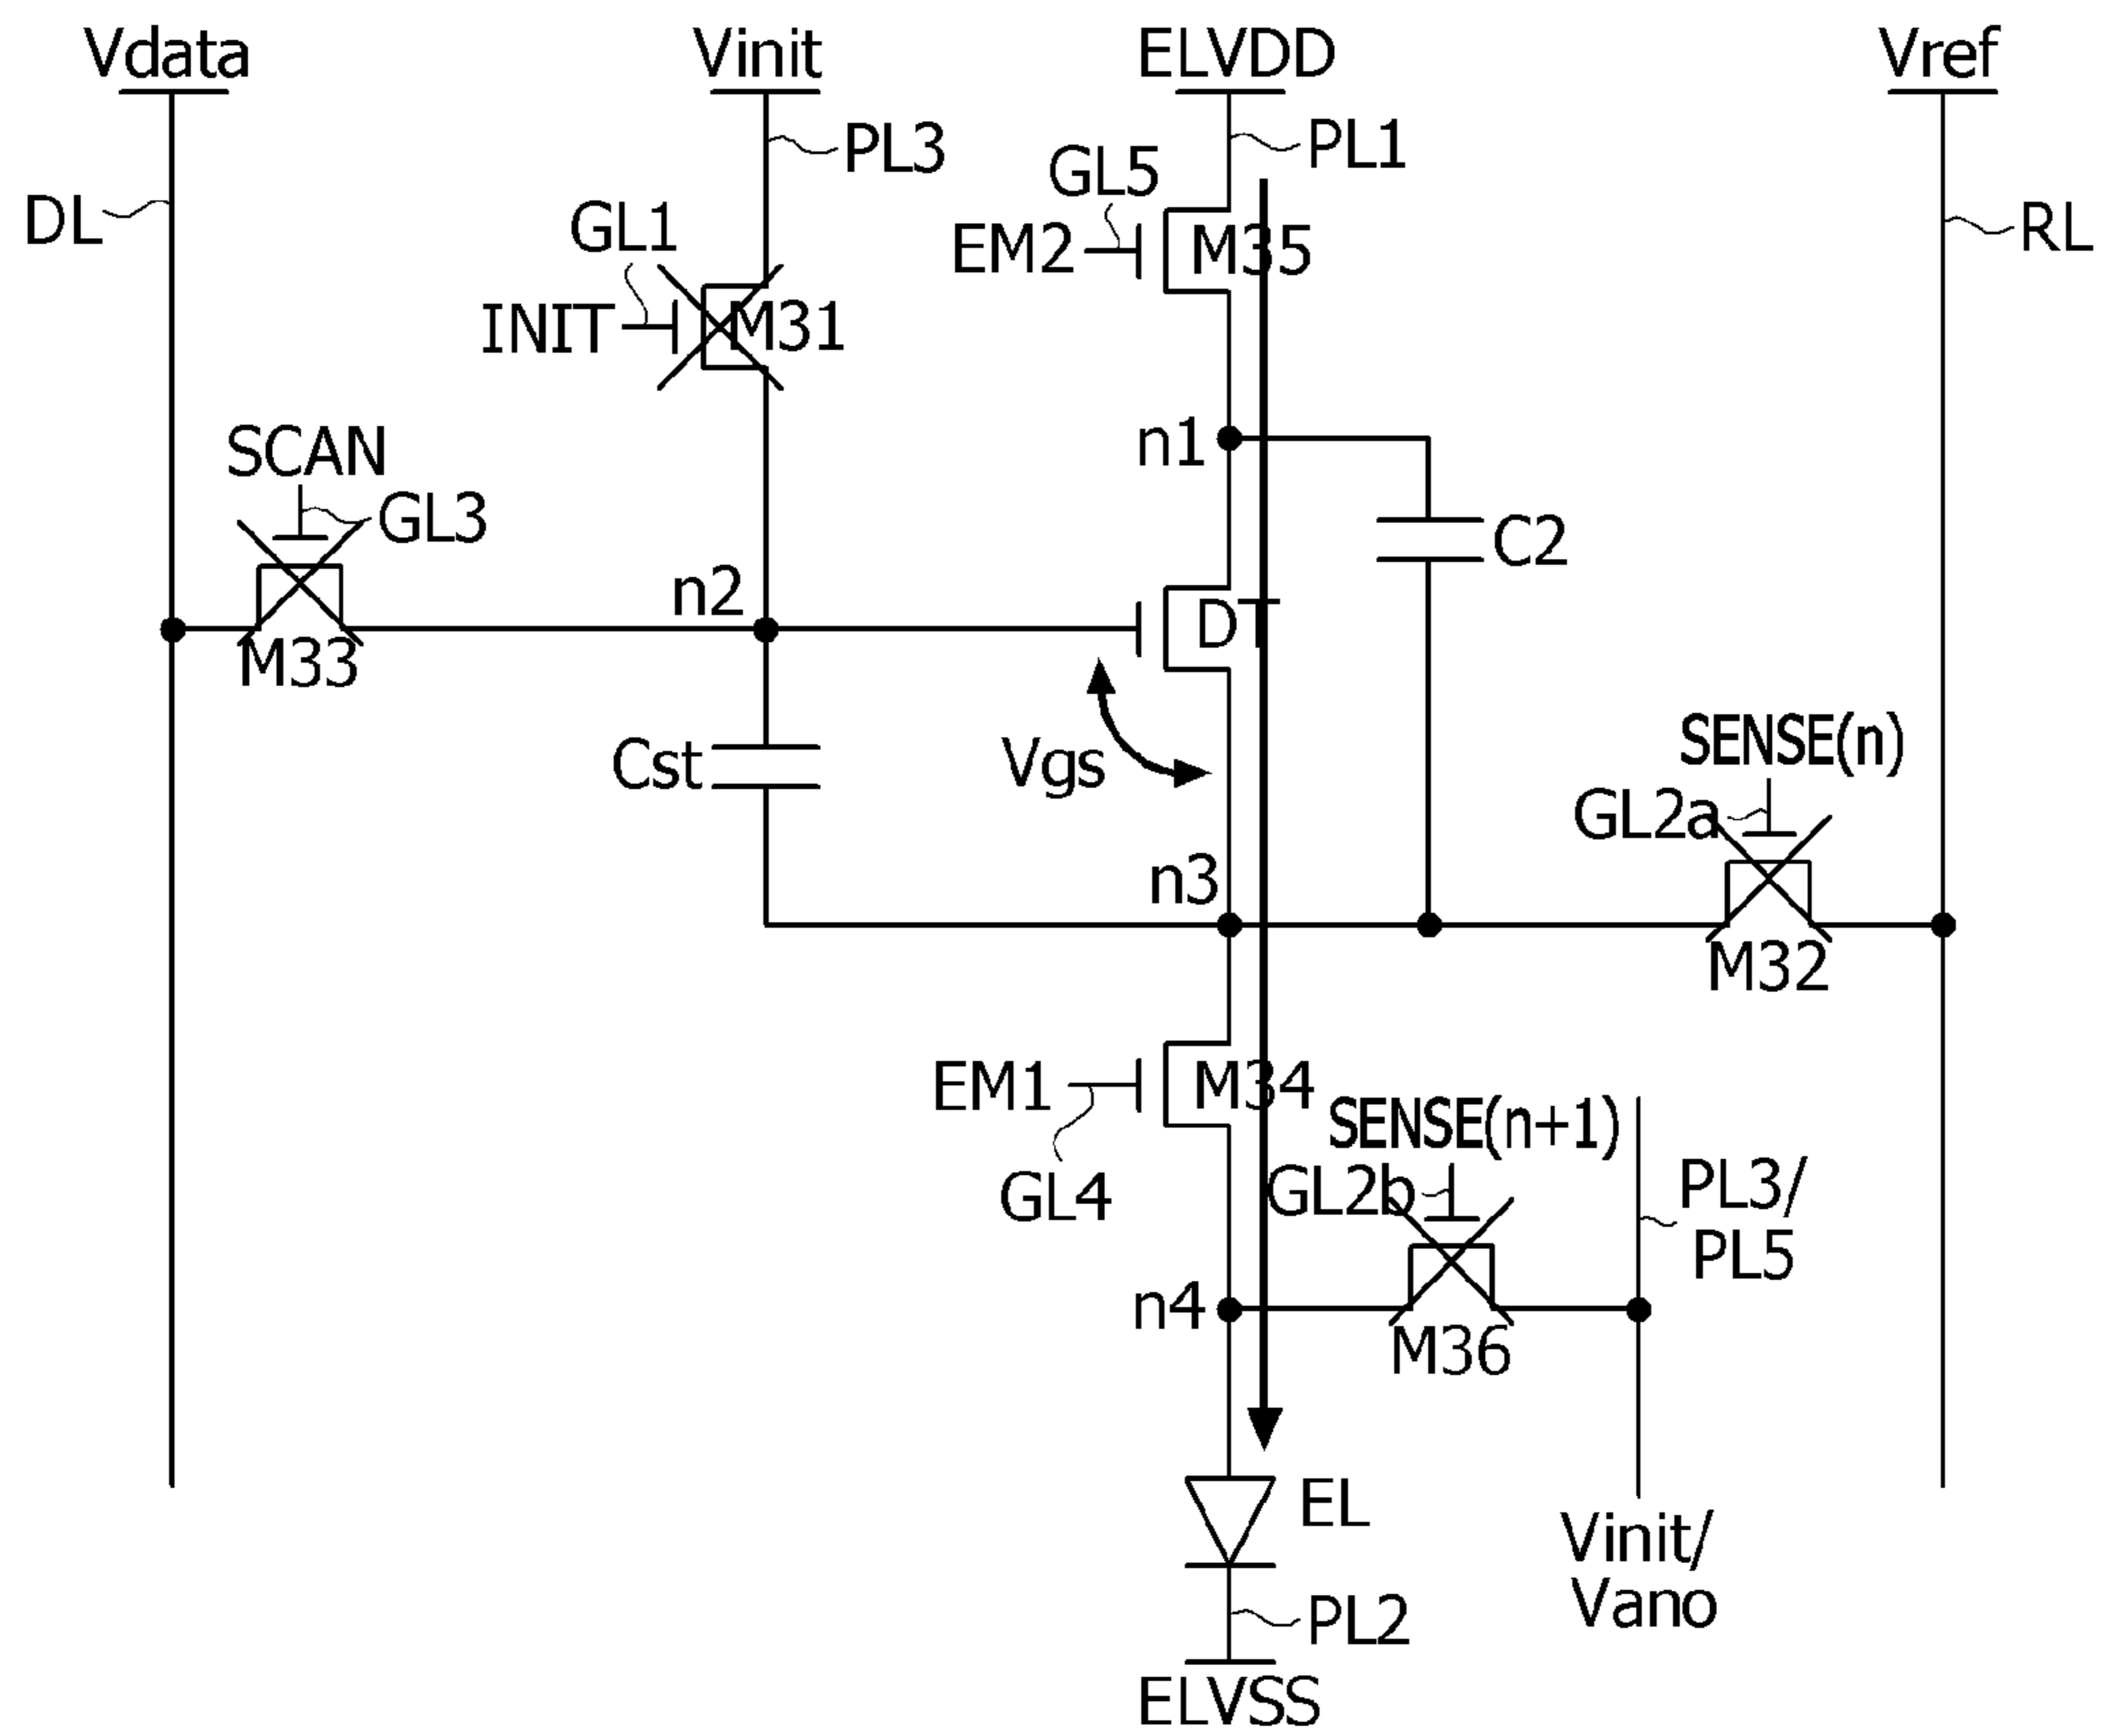 Vdata
Vinit
ELVDD
Vref
PL3
PL1
GL5
DL
GL1
EM2
M35
RL
INIT
M31
SCAN
n1
GL3
C2
n2
DT
M33
SENSE(n)
Cst
Vgs
GL2a
n3
M32
EM1
M34
SENSE(n+1)
GL4
GL2b
PL3/
PL5
n4
M36
EL
Vinit/
Vano
PL2
ELVSS